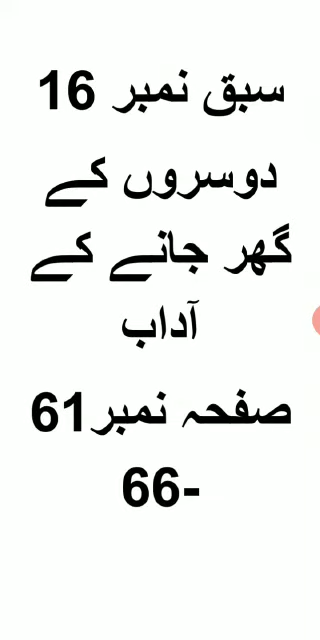 سبق نمبر 16
دوسروں کے
گھر جانے کے
آداب
صفحہ نمبر61
-66